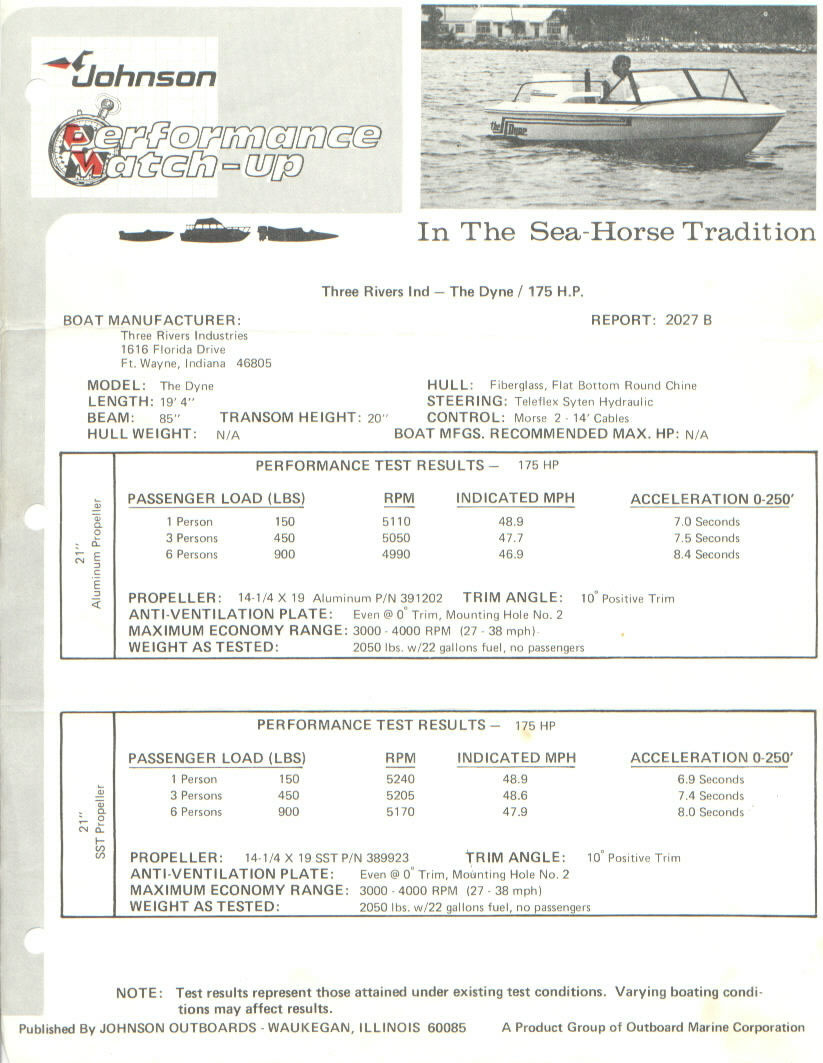 Johnson
Performance
Match-up
the Dyne
In The Sea-Horse Tradition
Three Rivers Ind — The Dyne / 175 H.P.
BOAT MANUFACTURER: REPORT: 2027 B
Three Rivers Industries
1616 Florida Drive
Ft. Wayne, Indiana 46805
MODEL: The Dyne HULL: Fiberglass, Flat Bottom Round Chine
LENGTH: 19' 4" STEERING: Teleflex Syten Hydraulic
BEAM: 85" TRANSOM HEIGHT: 20" CONTROL: Morse 2 - 14' Cables
HULL WEIGHT: N/A BOAT MFGS. RECOMMENDED MAX. HP: N/A
21"
Aluminum Propeller
PERFORMANCE TEST RESULTS — 175 HP
PASSENGER LOAD (LBS) RPM INDICATED MPH ACCELERATION 0-250'
1 Person 150 5110 48.9 7.0 Seconds
3 Persons 450 5050 47.7 7.5 Seconds
6 Persons 900 4990 46.9 8.4 Seconds
PROPELLER: 14-1/4 X 19 Aluminum P/N 391202 TRIM ANGLE: 10° Positive Trim
ANTI-VENTILATION PLATE: Even @ 0° Trim, Mounting Hole No. 2
MAXIMUM ECONOMY RANGE: 3000 - 4000 RPM (27 - 38 mph)
WEIGHT AS TESTED: 2050 lbs. w/22 gallons fuel, no passengers
21"
SST Propeller
PERFORMANCE TEST RESULTS — 175 HP
PASSENGER LOAD (LBS) RPM INDICATED MPH ACCELERATION 0-250'
1 Person 150 5240 48.9 6.9 Seconds
3 Persons 450 5205 48.6 7.4 Seconds
6 Persons 900 5170 47.9 8.0 Seconds
PROPELLER: 14-1/4 X 19 SST P/N 389923 TRIM ANGLE: 10° Positive Trim
ANTI-VENTILATION PLATE: Even @ 0° Trim, Mounting Hole No. 2
MAXIMUM ECONOMY RANGE: 3000 - 4000 RPM (27 - 38 mph)
WEIGHT AS TESTED: 2050 lbs. w/22 gallons fuel, no passengers
NOTE: Test results represent those attained under existing test conditions. Varying boating condi-
tions may affect results.
Published By JOHNSON OUTBOARDS - WAUKEGAN, ILLINOIS 60085 A Product Group of Outboard Marine Corporation